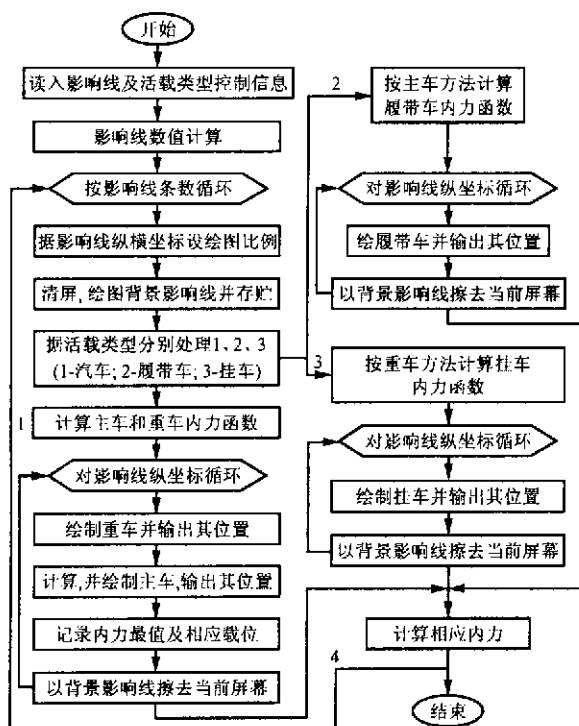 开始
读入影响线及活载类型控制信息
影响线数值计算
按影响线条数循环
据影响线纵横坐标设绘图比例
清屏,绘图背景影响线并存贮
据活载类型分别处理1、2、3
(1-汽车;2-履带车;3-挂车)
1
计算主车和重车内力函数
对影响线纵坐标循环
绘制重车并输出其位置
计算,并绘制主车,输出其位置
记录内力最值及相应载位
以背景影响线擦去当前屏幕
2
按主车方法计算
履带车内力函数
对影响线纵坐标循环
绘履带车并输出其位置
以背景影响线擦去当前屏幕
3
按重车方法计算挂车
内力函数
对影响线纵坐标循环
绘制挂车并输出其位置
以背景影响线擦去当前屏幕
计算相应内力
4
结束